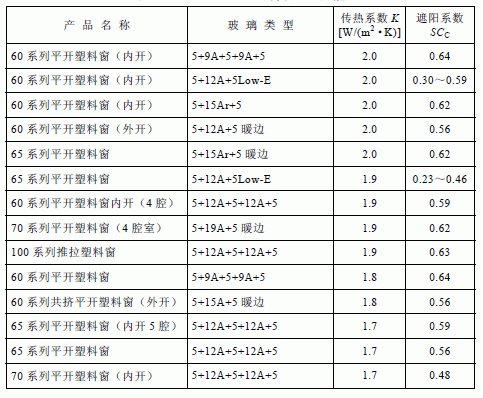 产 品 名 称 玻 璃 类 型 传热系数 K [W/(m²·K)] 遮阳系数 SCC
60 系列平开塑料窗（内开） 5+9A+5+9A+5 2.0 0.64
60 系列平开塑料窗（内开） 5+12A+5Low-E 2.0 0.30～0.59
60 系列平开塑料窗（内开） 5+15Ar+5 2.0 0.62
60 系列平开塑料窗（外开） 5+12A+5 暖边 2.0 0.56
65 系列平开塑料窗 5+15Ar+5 暖边 2.0 0.62
65 系列平开塑料窗 5+12A+5Low-E 1.9 0.23～0.46
60 系列平开塑料窗内开（4 腔） 5+12A+5+12A+5 1.9 0.59
70 系列平开塑料窗（4 腔室） 5+19A+5 暖边 1.9 0.62
100 系列推拉塑料窗 5+12A+5+12A+5 1.9 0.63
60 系列平开塑料窗 5+9A+5+9A+5 1.8 0.64
60 系列共挤平开塑料窗（外开） 5+15A+5 暖边 1.8 0.56
65 系列平开塑料窗（内开 5 腔） 5+12A+5+12A+5 1.7 0.59
65 系列平开塑料窗 5+12A+5+12A+5 1.7 0.56
70 系列平开塑料窗（内开） 5+12A+5+12A+5 1.7 0.48